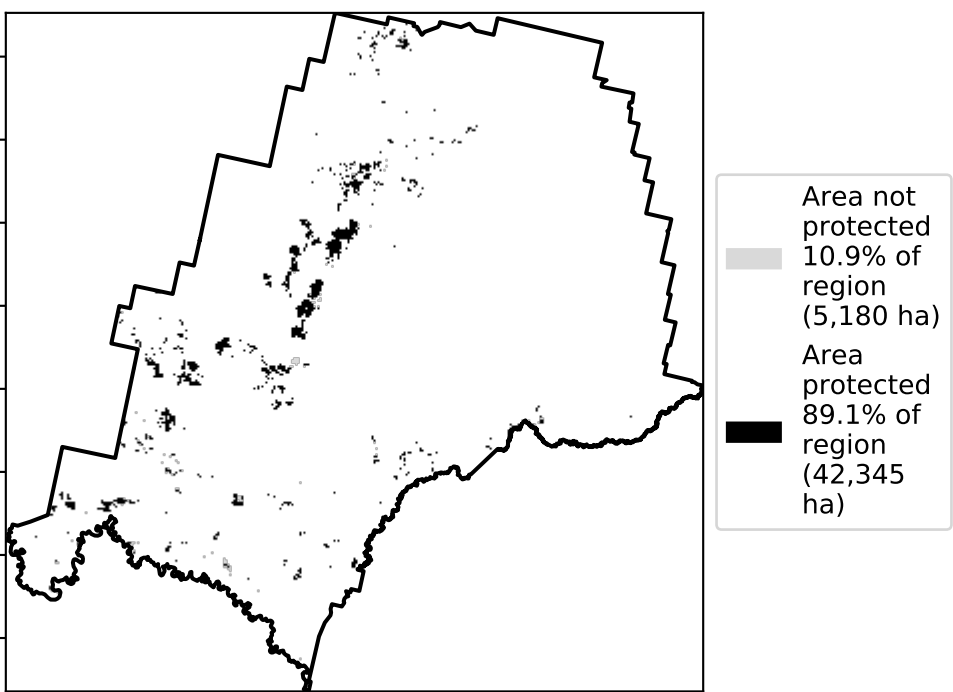 Area not
protected
10.9% of
region
(5,180 ha)
Area
protected
89.1% of
region
(42,345
ha)